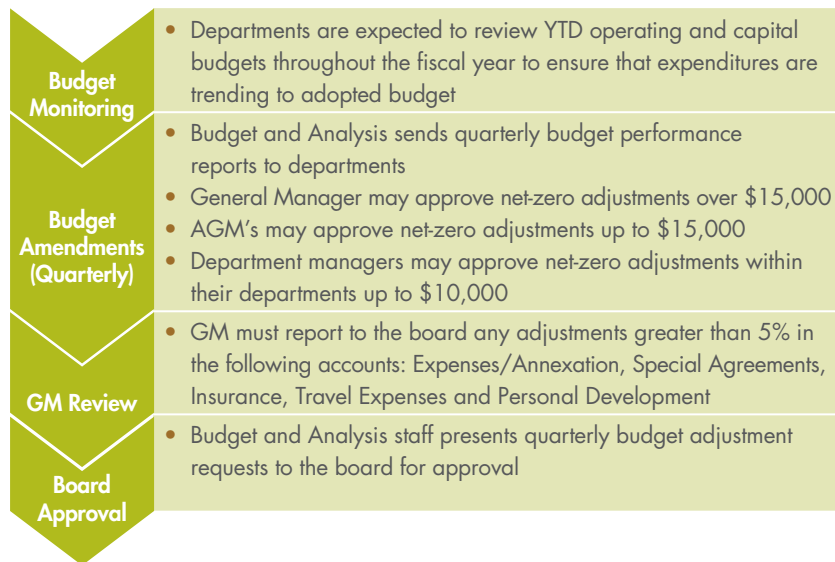 Budget
Monitoring
• Departments are expected to review YTD operating and capital
budgets throughout the fiscal year to ensure that expenditures are
trending to adopted budget
Budget
Amendments
(Quarterly)
• Budget and Analysis sends quarterly budget performance
reports to departments
• General Manager may approve net-zero adjustments over $15,000
• AGM's may approve net-zero adjustments up to $15,000
• Department managers may approve net-zero adjustments within
their departments up to $10,000
GM Review
• GM must report to the board any adjustments greater than 5% in
the following accounts: Expenses/Annexation, Special Agreements,
Insurance, Travel Expenses and Personal Development
Board
Approval
• Budget and Analysis staff presents quarterly budget adjustment
requests to the board for approval